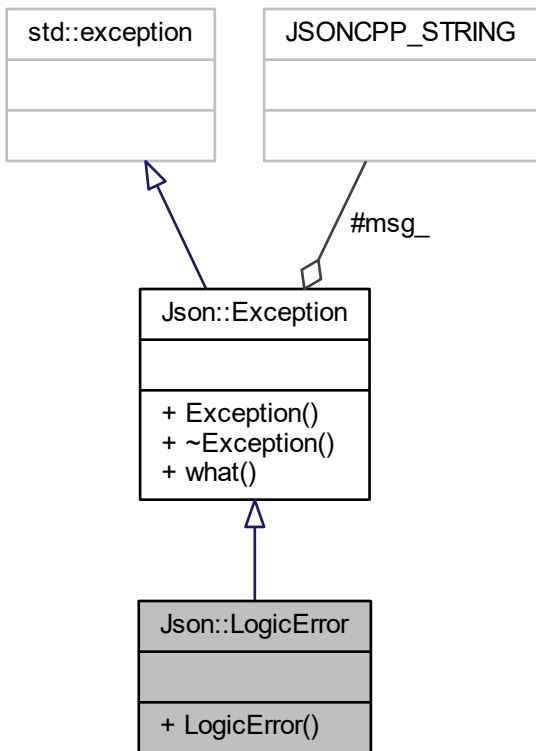 std::exception
JSONCPP_STRING
#msg_
Json::Exception
+ Exception()
+ ~Exception()
+ what()
Json::LogicError
+ LogicError()